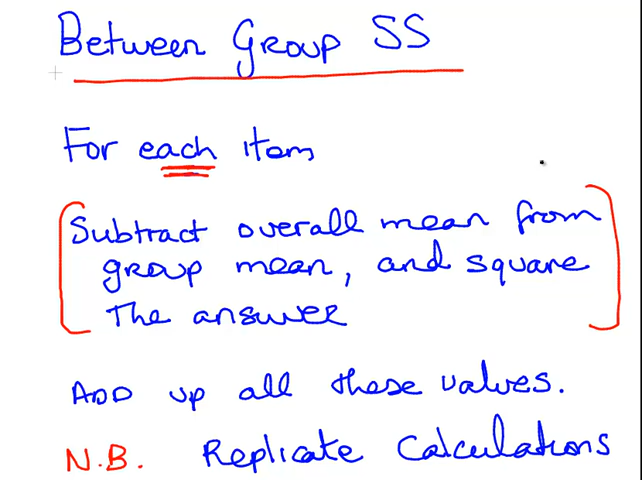 Between Group SS
For each item
Subtract overall mean from
group mean, and square
the answer
ADD up all these values.
N.B. Replicate Calculations